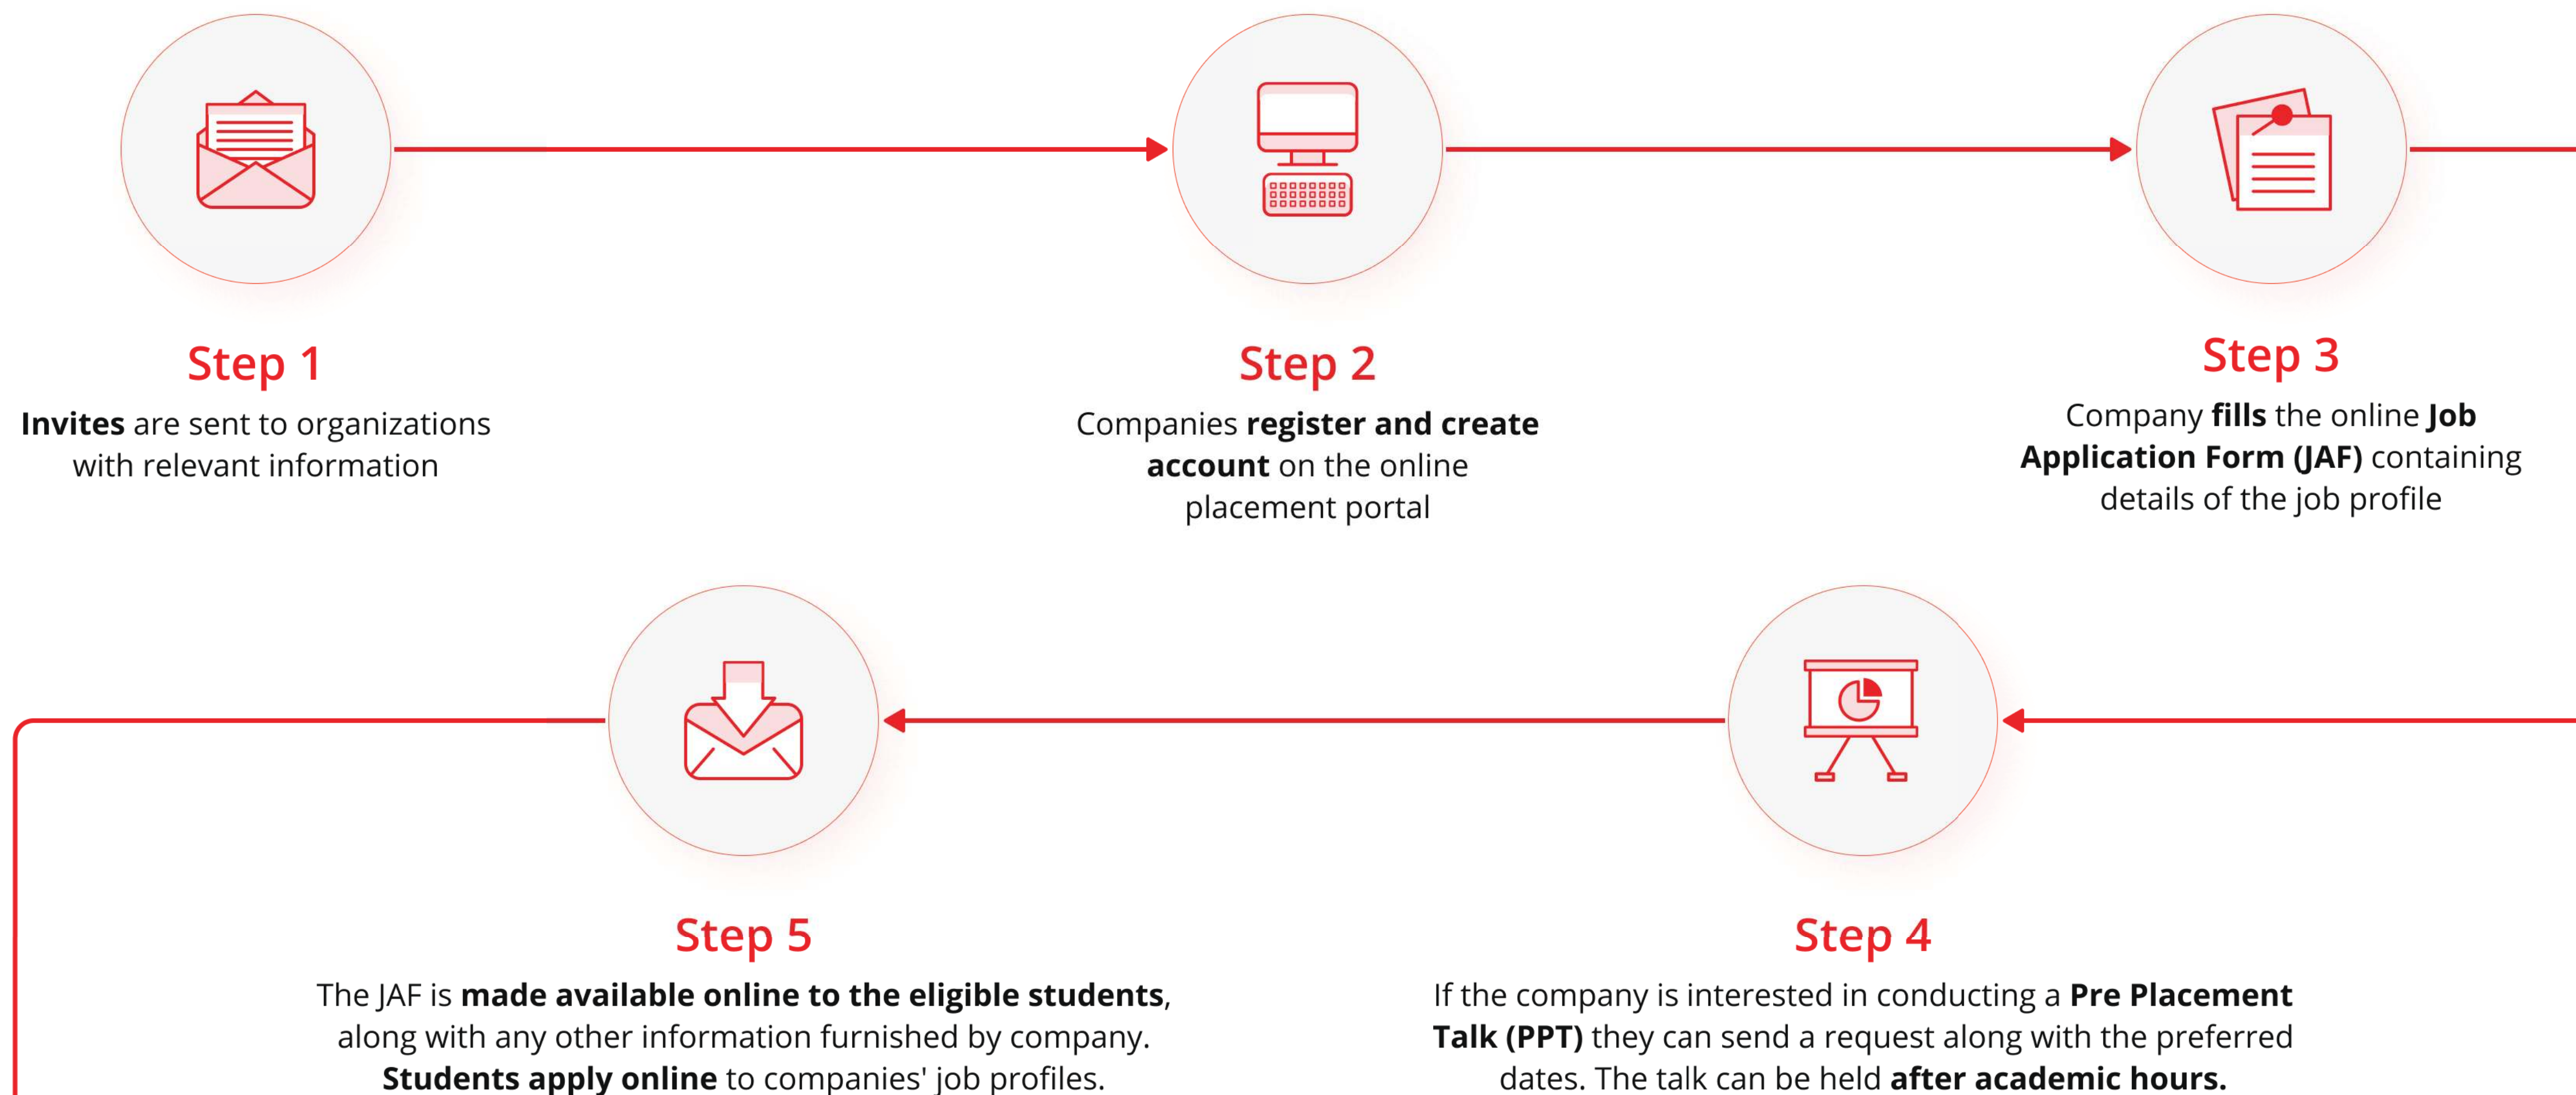 Step 1
Invites are sent to organizations
with relevant information
Step 2
Companies register and create
account on the online
placement portal
Step 3
Company fills the online Job
Application Form (JAF) containing
details of the job profile
Step 5
The JAF is made available online to the eligible students,
along with any other information furnished by company.
Students apply online to companies' job profiles.
Step 4
If the company is interested in conducting a Pre Placement
Talk (PPT) they can send a request along with the preferred
dates. The talk can be held after academic hours.